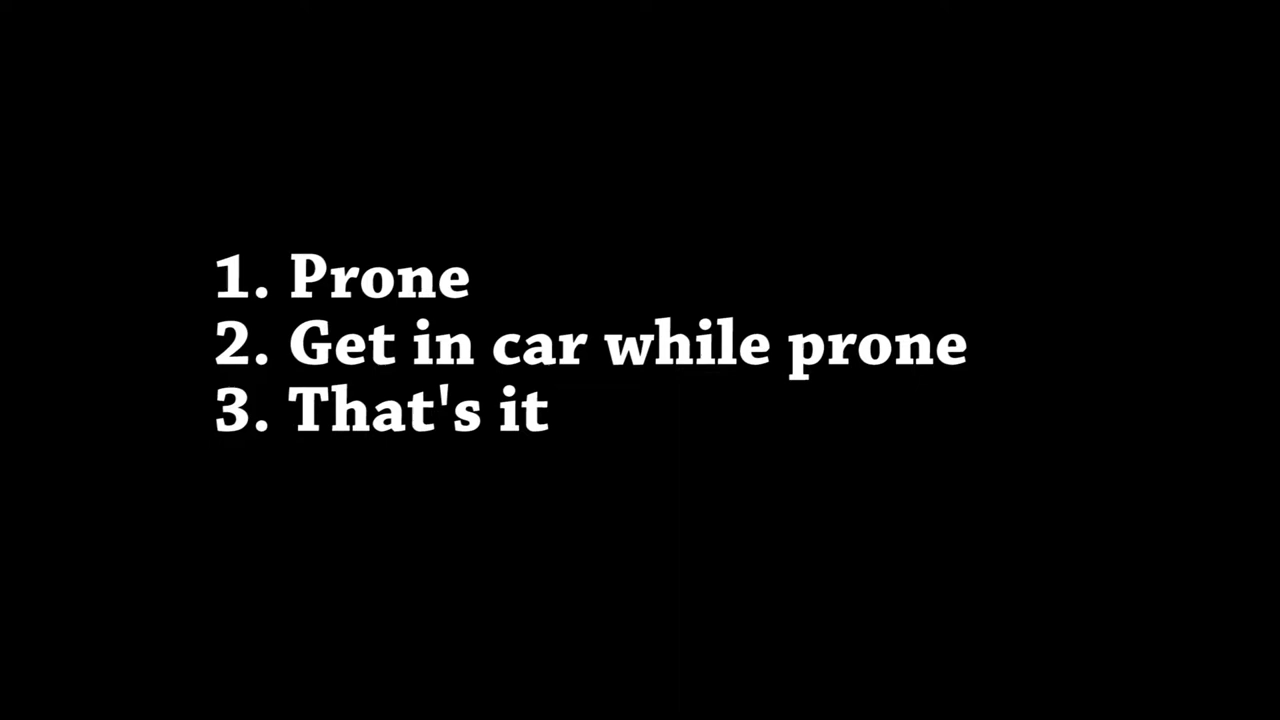 1. Prone
2. Get in car while prone
3. That's it